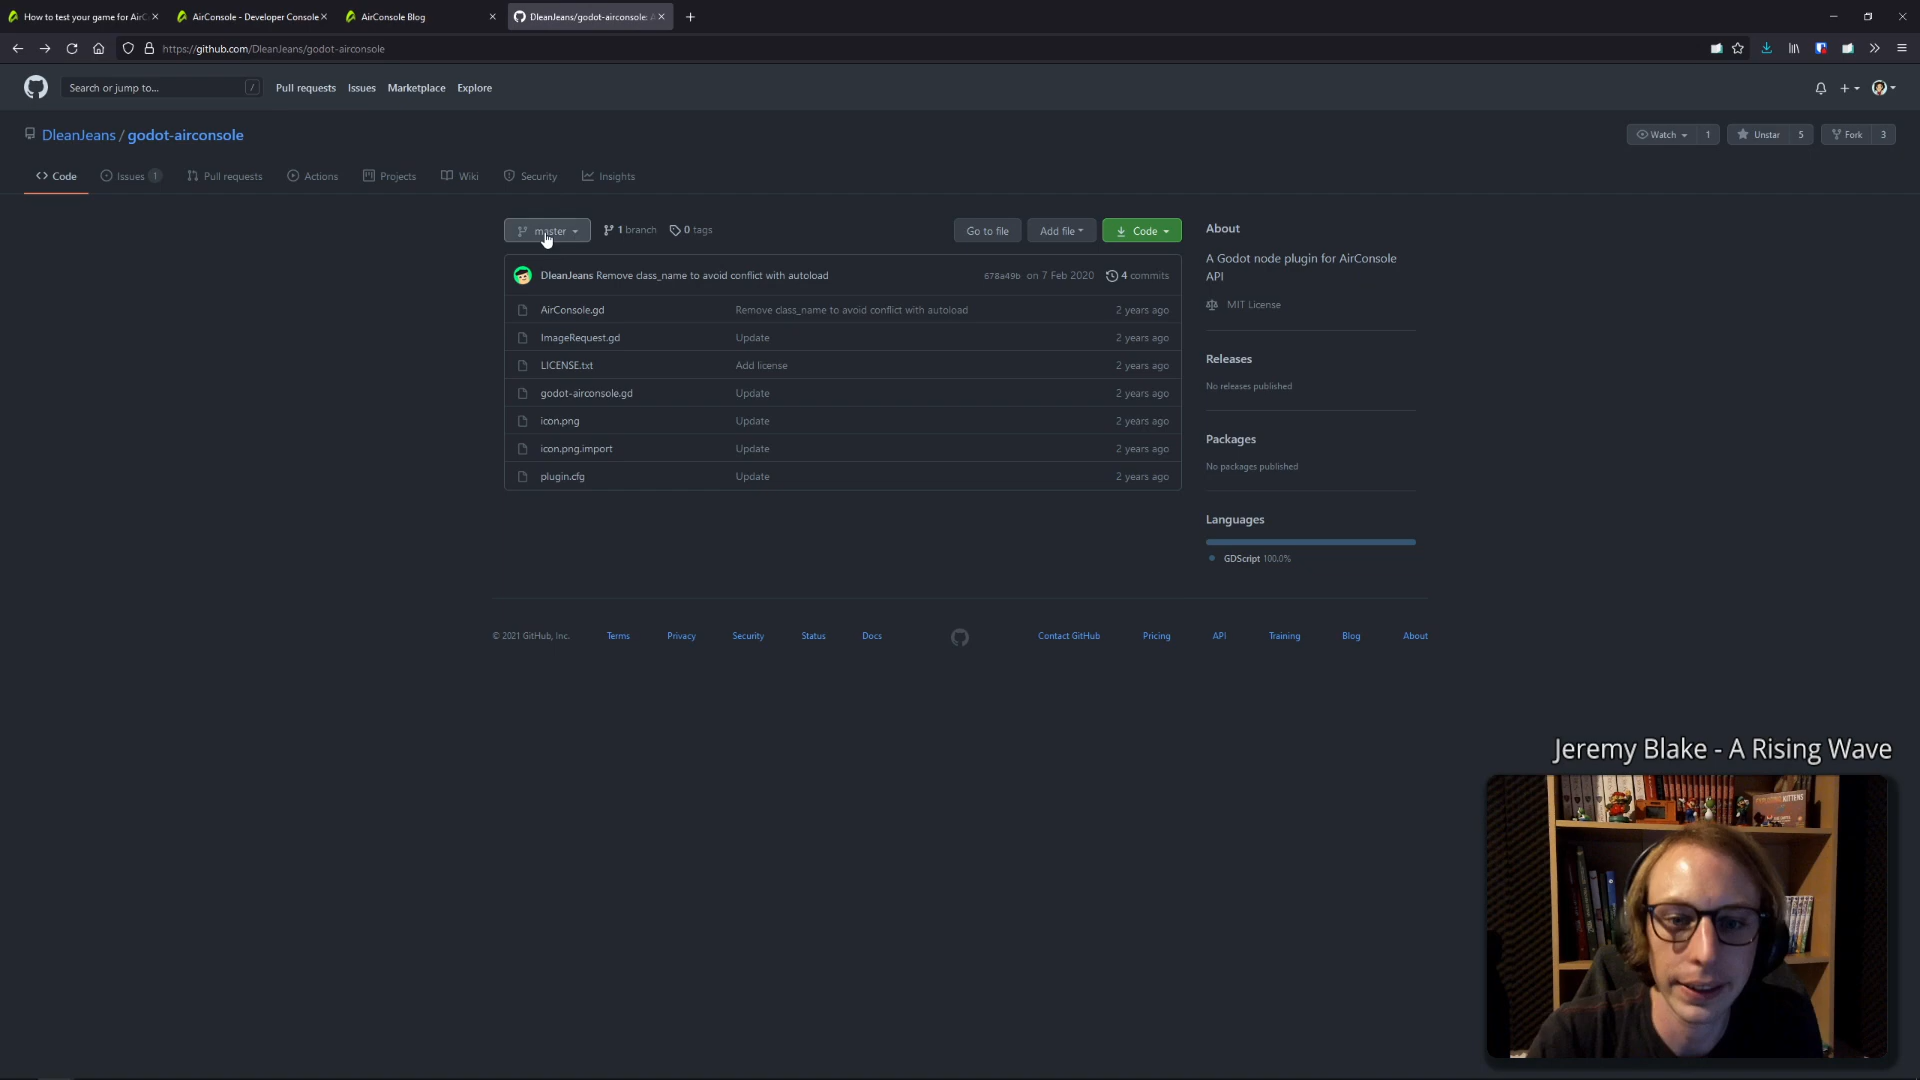 How to test your game for AirC
AirConsole - Developer Console
AirConsole Blog
DleanJeans/godot-airconsole: A
https://github.com/DleanJeans/godot-airconsole
Search or jump to...
/
Pull requests
Issues
Marketplace
Explore
DleanJeans / godot-airconsole
Watch
1
Unstar
5
Fork
3
Code
Issues
1
Pull requests
Actions
Projects
Wiki
Security
Insights
master
1 branch
0 tags
Go to file
Add file
Code
DleanJeans Remove class_name to avoid conflict with autoload
678a49b on 7 Feb 2020
4 commits
AirConsole.gd
Remove class_name to avoid conflict with autoload
2 years ago
ImageRequest.gd
Update
2 years ago
LICENSE.txt
Add license
2 years ago
godot-airconsole.gd
Update
2 years ago
icon.png
Update
2 years ago
icon.png.import
Update
2 years ago
plugin.cfg
Update
2 years ago
About
A Godot node plugin for AirConsole
API
MIT License
Releases
No releases published
Packages
No packages published
Languages
GDScript 100.0%
© 2021 GitHub, Inc.
Terms
Privacy
Security
Status
Docs
Contact GitHub
Pricing
API
Training
Blog
About
Jeremy Blake - A Rising Wave